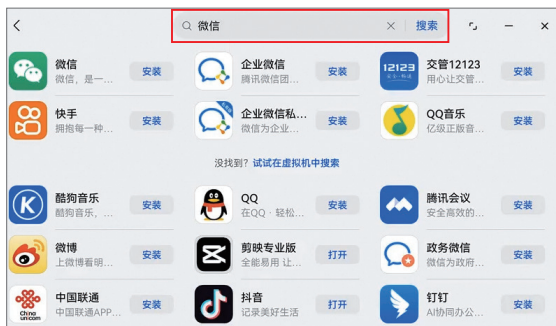 微信 搜索
微信 企业微信 交管12123
微信，是一... 安装 腾讯微信团... 安装 12123 用心让交管... 安装
快手 企业微信私... QQ音乐
拥抱每一种... 安装 微信为企业... 安装 亿级正版音... 安装
没找到？试试在虚拟机中搜索
酷狗音乐 QQ 腾讯会议
K 酷狗音乐，... 安装 在QQ·轻松... 安装 安全高效的... 安装
微博 剪映专业版 政务微信
上微博看明... 安装 全能易用 让... 打开 微信为政府... 安装
中国联通 抖音 钉钉
China unicom 中国联通APP... 安装 记录美好生活 打开 AI协同办公... 安装